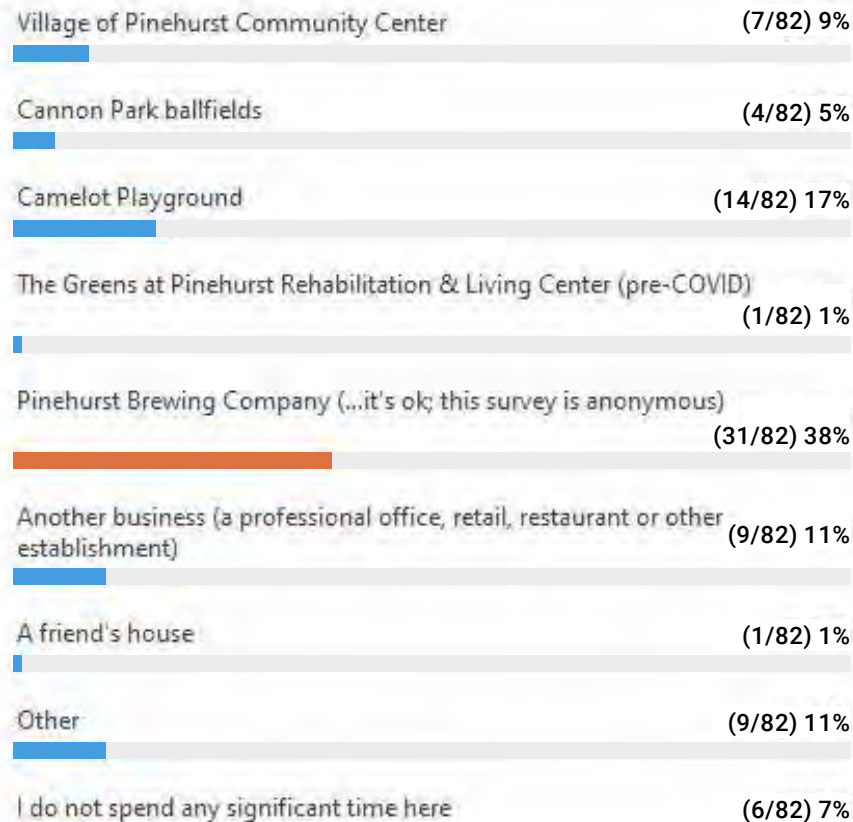 Village of Pinehurst Community Center (7/82) 9%
Cannon Park ballfields (4/82) 5%
Camelot Playground (14/82) 17%
The Greens at Pinehurst Rehabilitation & Living Center (pre-COVID)
(1/82) 1%
Pinehurst Brewing Company (...it's ok; this survey is anonymous)
(31/82) 38%
Another business (a professional office, retail, restaurant or other
establishment) (9/82) 11%
A friend's house (1/82) 1%
Other (9/82) 11%
I do not spend any significant time here (6/82) 7%